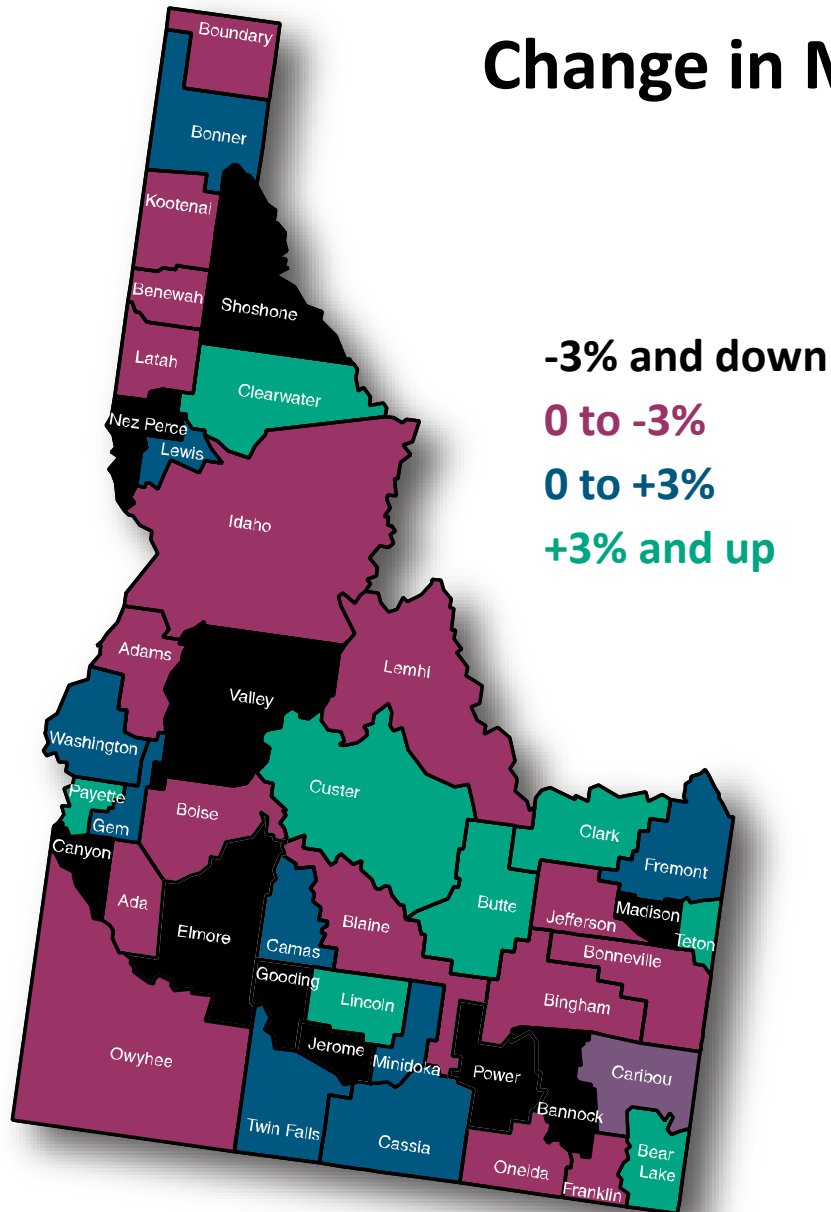 Change in M
Boundary
Bonner
Kootenai
Benewah
Shoshone
Latah
Clearwater
Nez Perce
Lewis
Idaho
-3% and down
0 to -3%
0 to +3%
+3% and up
Adams
Lemhi
Valley
Washington
Custer
Payette
Boise
Gem
Clark
Canyon
Fremont
Ada
Butte
Madison
Elmore
Blaine
Jefferson
Teton
Camas
Bonneville
Gooding
Lincoln
Bingham
Owyhee
Jerome
Minidoka
Power
Caribou
Bannock
Twin Falls
Cassia
Bear
Lake
Oneida
Franklin